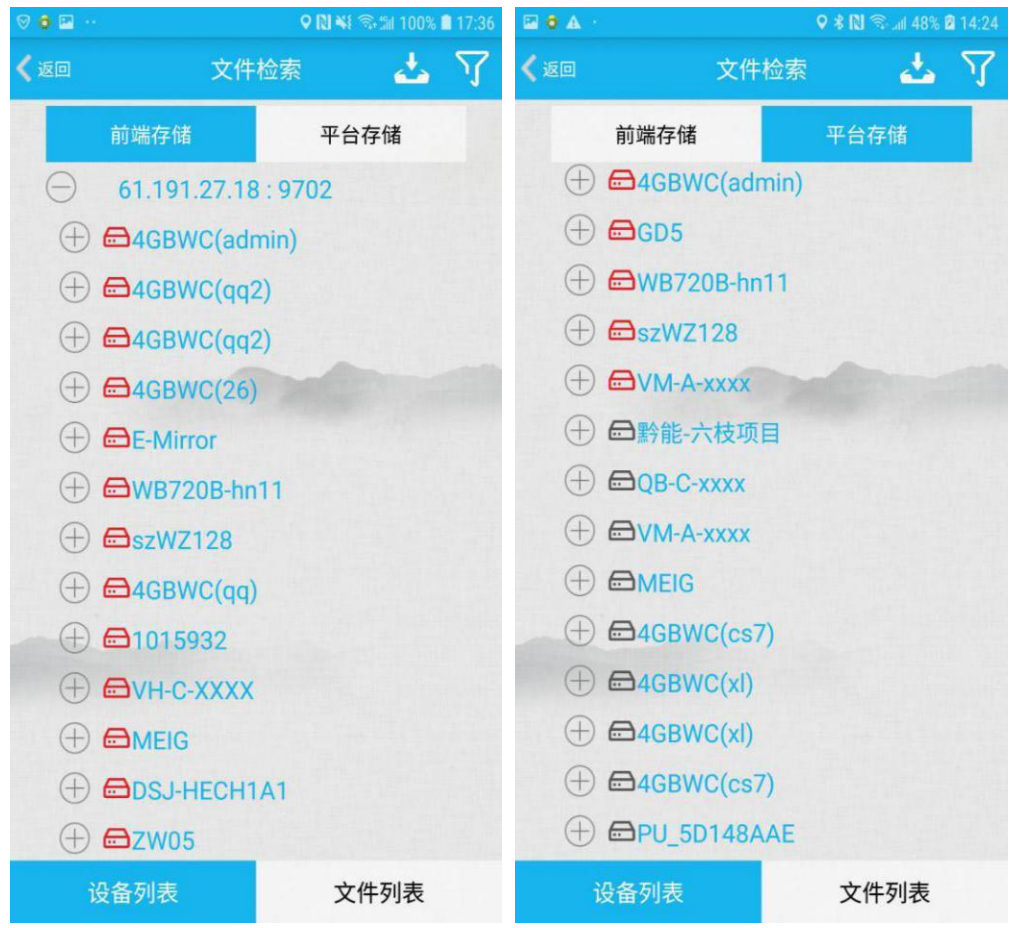 100% 17:36
返回 文件检索
前端存储 平台存储
61.191.27.18 : 9702
4GBWC(admin)
4GBWC(qq2)
4GBWC(qq2)
4GBWC(26)
E-Mirror
WB720B-hn11
szWZ128
4GBWC(qq)
1015932
VH-C-XXXX
MEIG
DSJ-HECH1A1
ZW05
设备列表 文件列表
48% 14:24
返回 文件检索
前端存储 平台存储
4GBWC(admin)
GD5
WB720B-hn11
szWZ128
VM-A-xxxx
黔能-六枝项目
QB-C-xxxx
VM-A-xxxx
MEIG
4GBWC(cs7)
4GBWC(xl)
4GBWC(xl)
4GBWC(cs7)
PU_5D148AAE
设备列表 文件列表